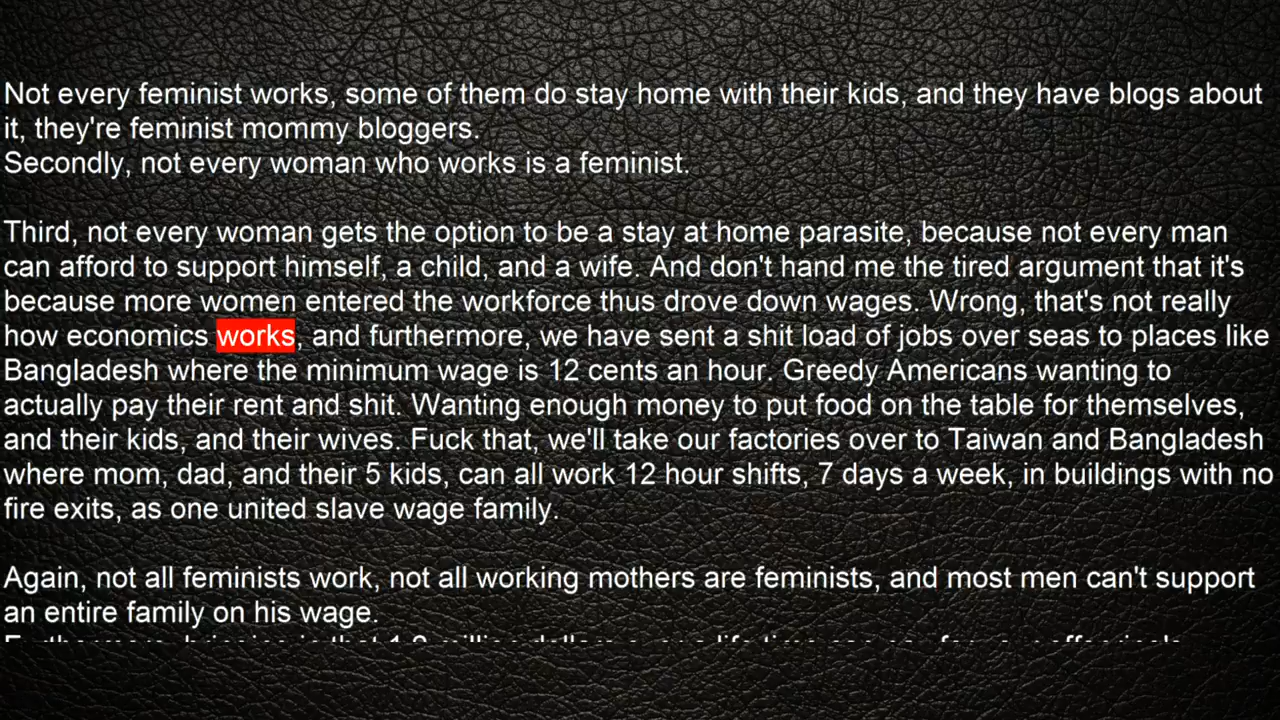 Not every feminist works, some of them do stay home with their kids, and they have blogs about
it, they're feminist mommy bloggers.
Secondly, not every woman who works is a feminist.
Third, not every woman gets the option to be a stay at home parasite, because not every man
can afford to support himself, a child, and a wife. And don't hand me the tired argument that it's
because more women entered the workforce thus drove down wages. Wrong, that's not really
how economics works, and furthermore, we have sent a shit load of jobs over seas to places like
Bangladesh where the minimum wage is 12 cents an hour. Greedy Americans wanting to
actually pay their rent and shit. Wanting enough money to put food on the table for themselves,
and their kids, and their wives. Fuck that, we'll take our factories over to Taiwan and Bangladesh
where mom, dad, and their 5 kids, can all work 12 hour shifts, 7 days a week, in buildings with no
fire exits, as one united slave wage family.
Again, not all feminists work, not all working mothers are feminists, and most men can't support
an entire family on his wage.